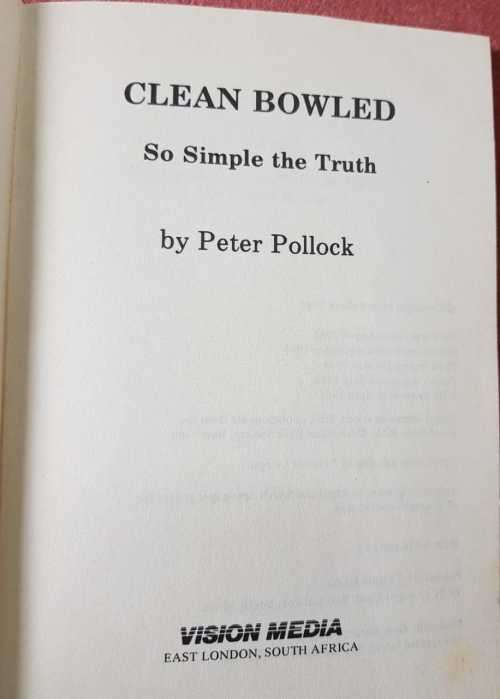 CLEAN BOWLED
So Simple the Truth
by Peter Pollock
VISION MEDIA
EAST LONDON, SOUTH AFRICA